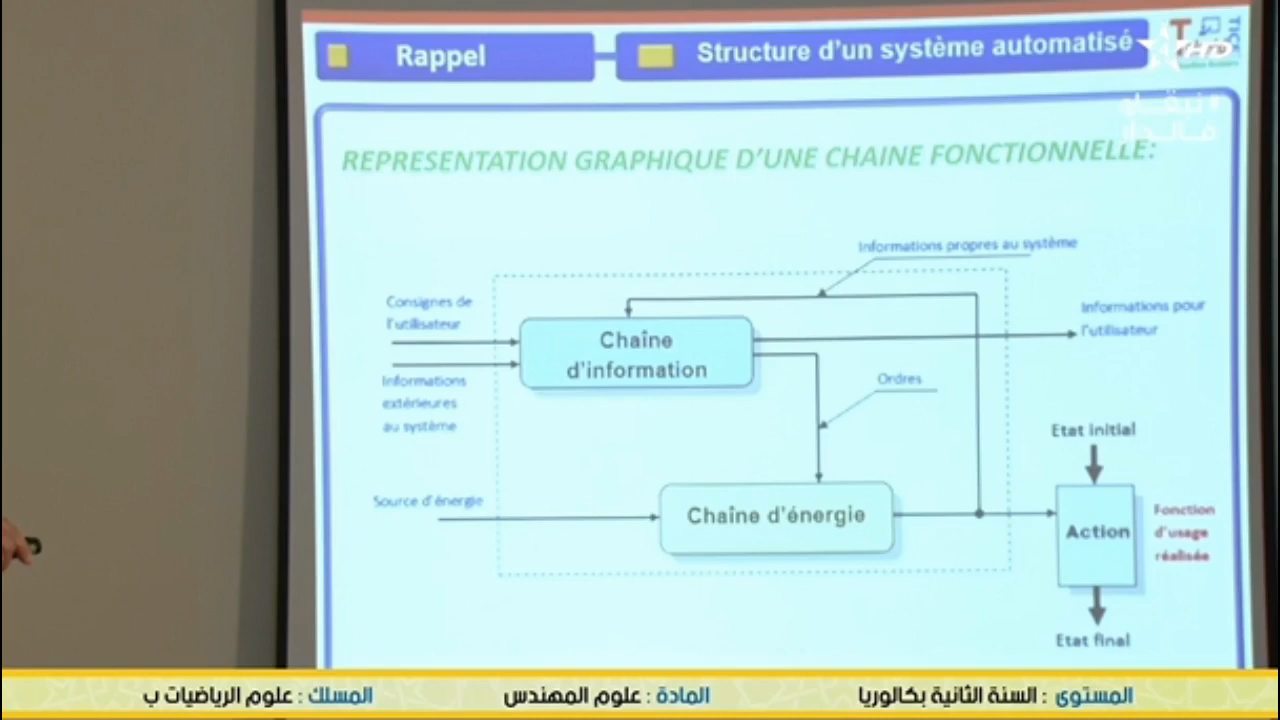 Rappel
Structure d'un système automatisé
#نبقاو
فالدار
REPRESENTATION GRAPHIQUE D'UNE CHAINE FONCTIONNELLE:
Informations propres au système
Consignes de
l'utilisateur
Informations pour
l'utilisateur
Chaîne
d'information
Informations
extérieures
au système
Ordres
Etat initial
Source d'énergie
Chaîne d'énergie
Action
Fonction
d'usage
réalisée
Etat final
المستوى : السنة الثانية بكالوريا
المادة : علوم المهندس
المسلك : علوم الرياضيات ب